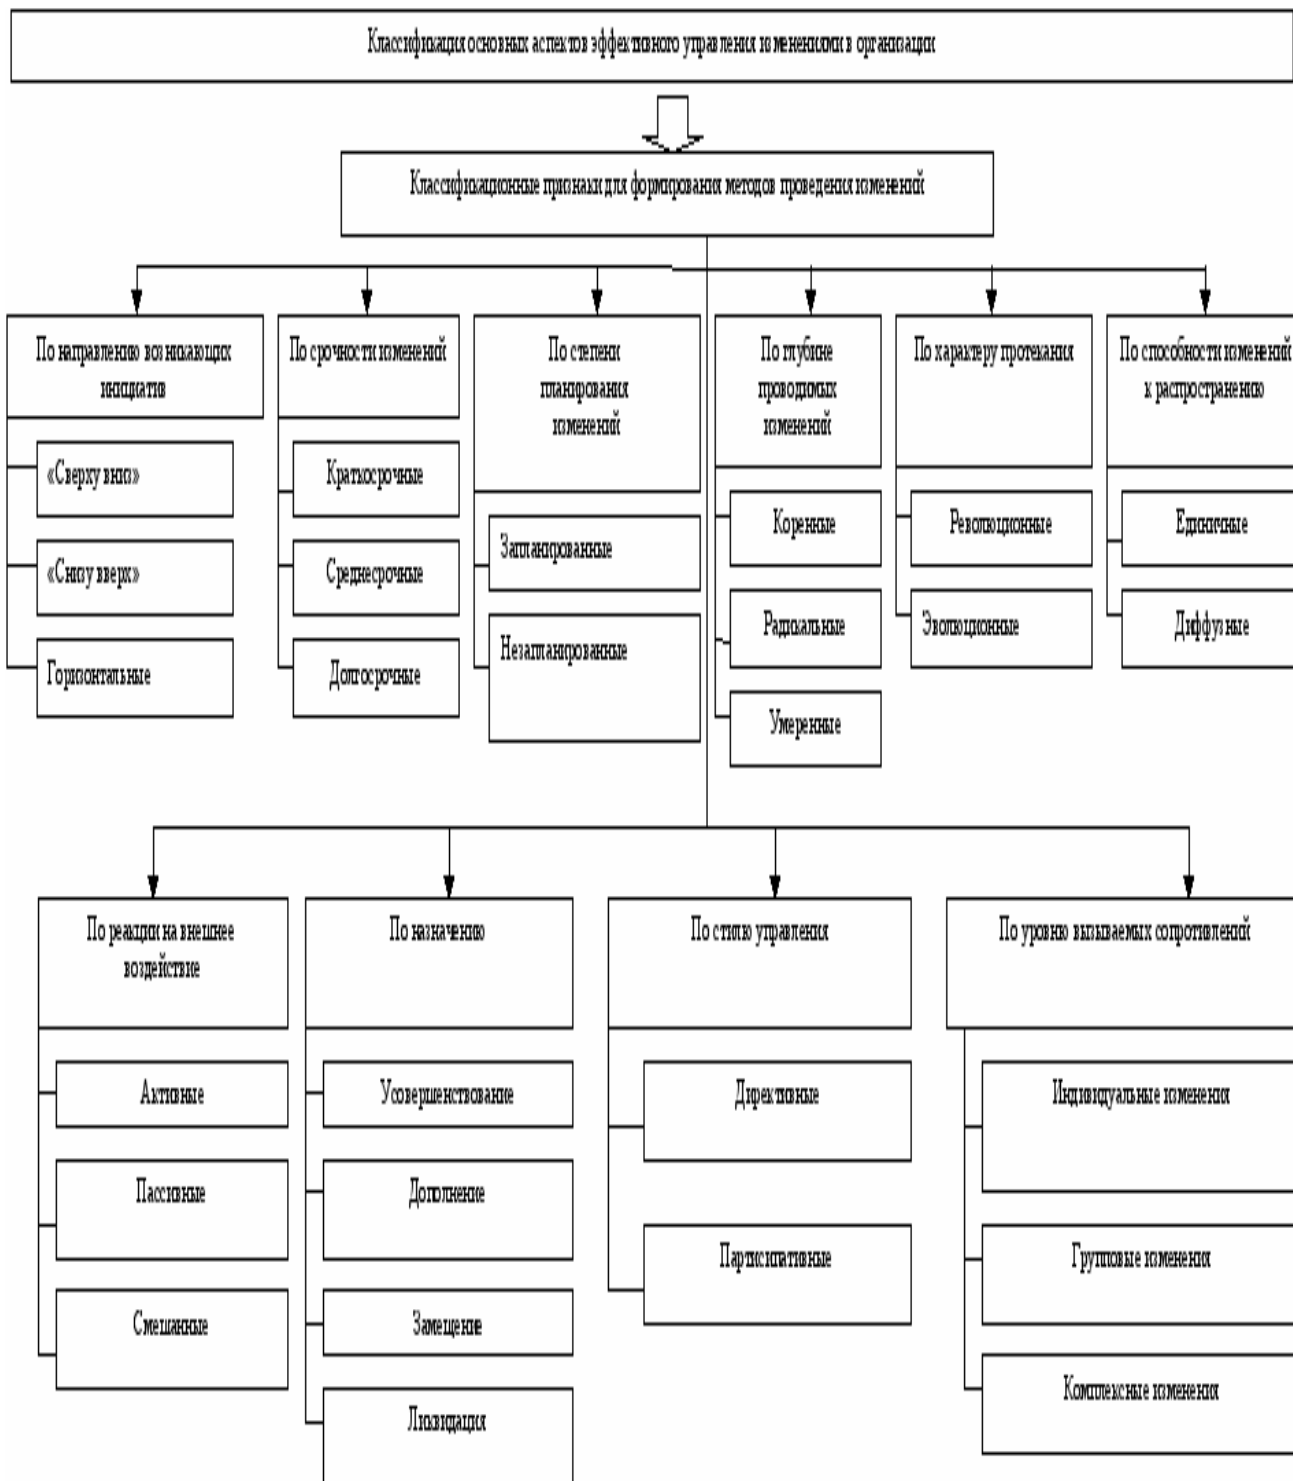 Классификация основных аспектов эффективного управления изменениями в организации
Классификационные признаки для формирования методов проведения изменений
По направлению возникающих
инициатив
«Сверху вниз»
«Снизу вверх»
Горизонтальные
По срочности изменений
Краткосрочные
Среднесрочные
Долгосрочные
По степени
планирования
изменений
Запланированные
Незапланированные
По глубине
проводимых
изменений
Коренные
Радикальные
Умеренные
По характеру протекания
Революционные
Эволюционные
По способности изменений
к распространению
Единичные
Диффузные
По реакции на внешнее
воздействие
Активные
Пассивные
Смешанные
По назначению
Усовершенствование
Дополнение
Замещение
Ликвидация
По стилю управления
Директивные
Партисипативные
По уровню вызываемых сопротивлений
Индивидуальные изменения
Групповые изменения
Комплексные изменения